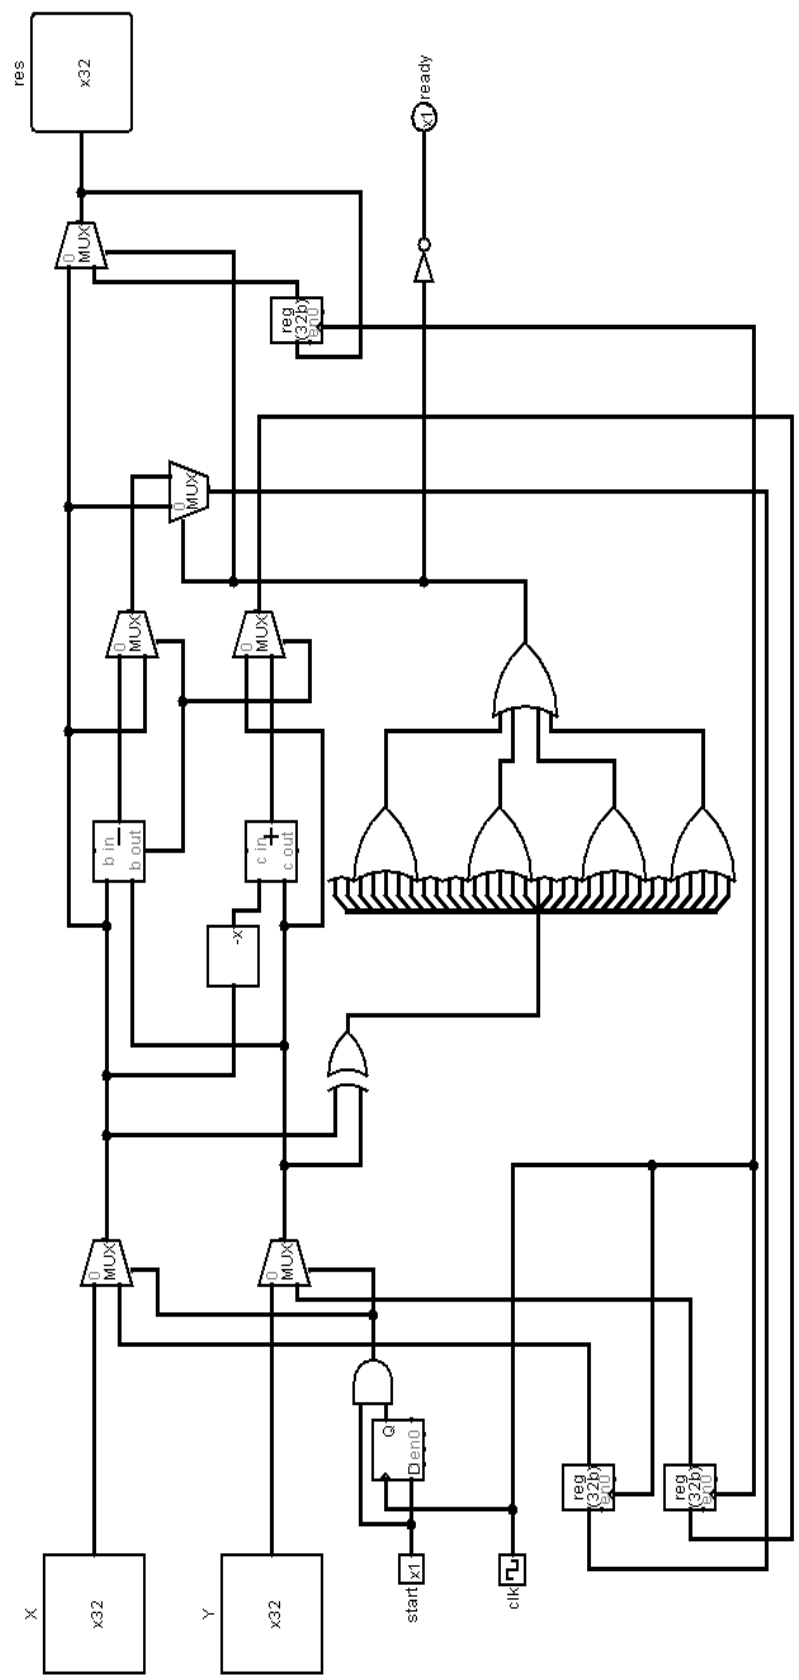 X
x32
Y
x32
start
x1
clk
D
Q
en0
reg
(32b)
en0
reg
(32b)
en0
0
MUX
0
MUX
-x
b in
−
b out
c in
+
c out
0
MUX
0
MUX
0
MUX
reg
(32b)
en0
0
MUX
x1
ready
res
x32